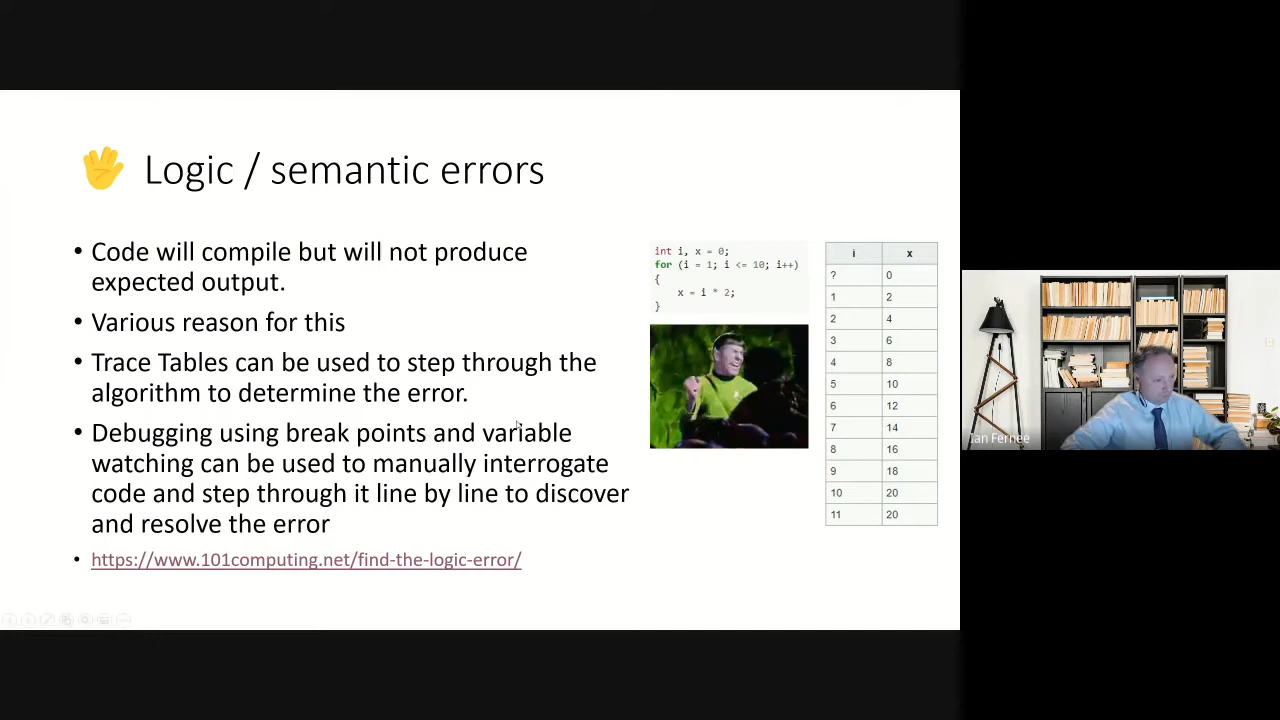 Logic / semantic errors
• Code will compile but will not produce
expected output.
• Various reason for this
• Trace Tables can be used to step through the
algorithm to determine the error.
• Debugging using break points and variable
watching can be used to manually interrogate
code and step through it line by line to discover
and resolve the error
• https://www.101computing.net/find-the-logic-error/
int i, x = 0;
for (i = 1; i <= 10; i++)
{
x = i * 2;
}
i x
? 0
1 2
2 4
3 6
4 8
5 10
6 12
7 14
8 16
9 18
10 20
11 20
Ian Fernee